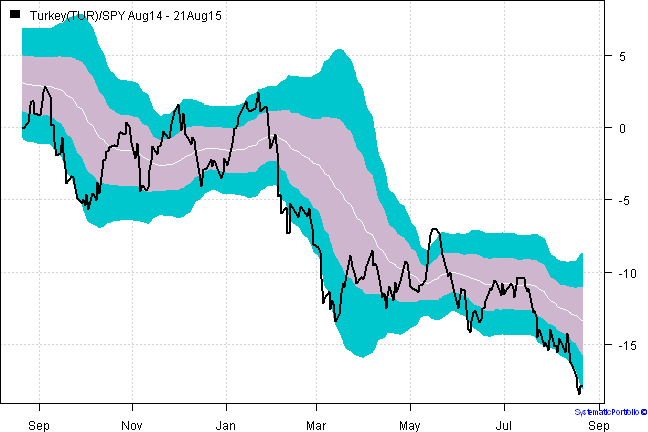 Turkey(TUR)/SPY Aug14 - 21Aug15
5
0
-5
-10
-15
Sep Nov Jan Mar May Jul Sep
SystematicPortfolio ©